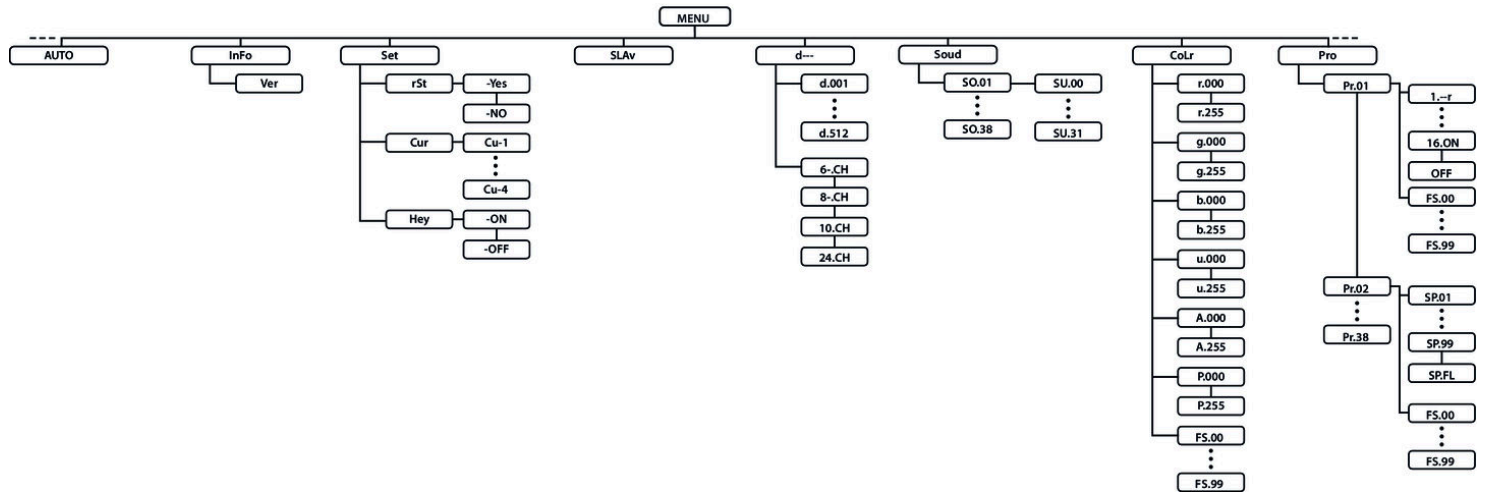 MENU
AUTO
InFo
Set
SLAv
d---
Soud
CoLr
Pro
Ver
rSt
-Yes
-NO
Cur
Cu-1
Cu-4
Hey
-ON
-OFF
d.001
d.512
6-.CH
8-.CH
10.CH
24.CH
SO.01
SU.00
SO.38
SU.31
r.000
r.255
g.000
g.255
b.000
b.255
u.000
u.255
A.000
A.255
P.000
P.255
FS.00
FS.99
Pr.01
1.--r
16.ON
OFF
FS.00
FS.99
Pr.02
Pr.38
SP.01
SP.99
SP.FL
FS.00
FS.99